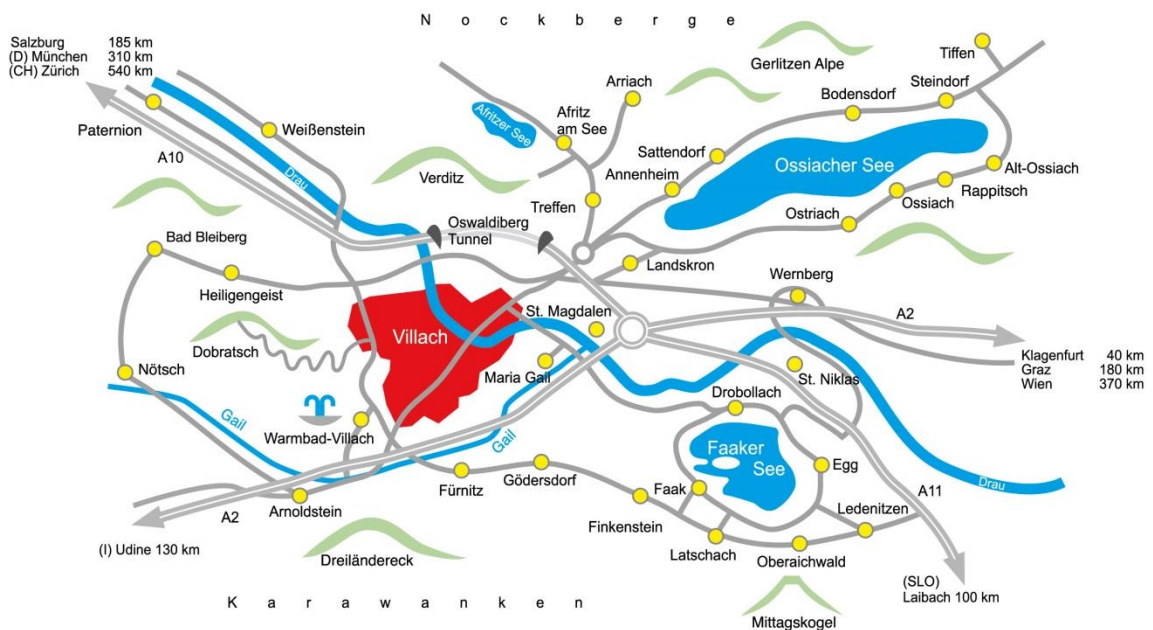 N o c k b e r g e
Salzburg 185 km
(D) München 310 km
(CH) Zürich 540 km
Tiffen
Gerlitzen Alpe
Steindorf
Arriach
Bodensdorf
Afritzer See
Afritz
am See
Paternion
Weißenstein
A10
Drau
Verditz
Sattendorf
Annenheim
Ossiacher See
Alt-Ossiach
Rappitsch
Ossiach
Ostriach
Treffen
Oswaldiberg
Tunnel
Bad Bleiberg
Heiligengeist
Landskron
Wernberg
St. Magdalen
A2
Villach
Dobratsch
Nötsch
Maria Gail
St. Niklas
Klagenfurt 40 km
Graz 180 km
Wien 370 km
Drobollach
Gail
Warmbad-Villach
Gail
Faaker
See
Egg
Fürnitz
Gödersdorf
Faak
Drau
A2
Arnoldstein
Finkenstein
Ledenitzen
A11
Latschach
Oberaichwald
(I) Udine 130 km
Dreiländereck
(SLO)
Laibach 100 km
K a r a w a n k e n
Mittagskogel